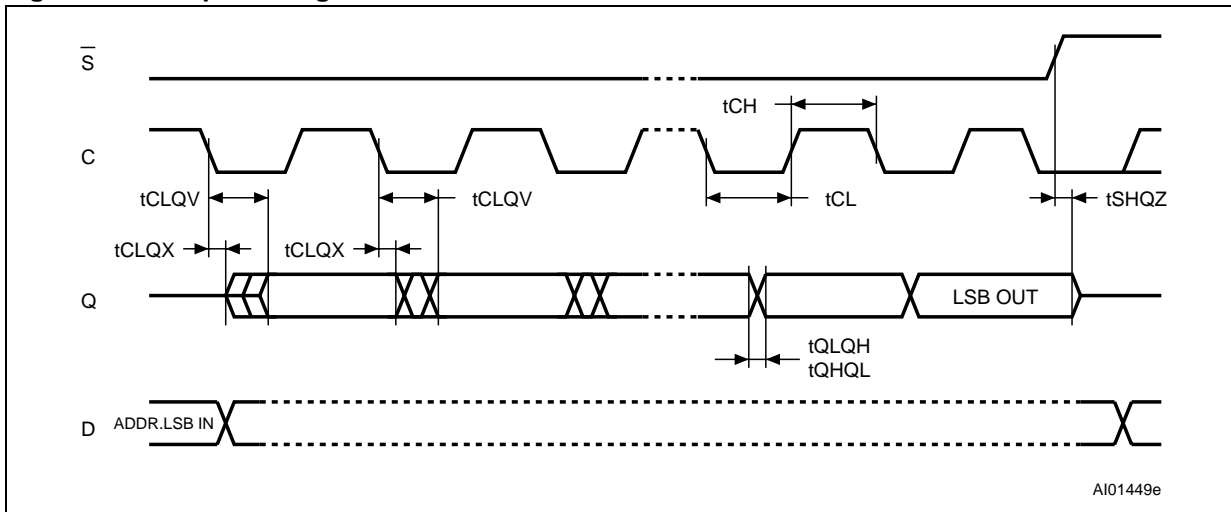 S̅
tCH
C
tCLQV
tCLQV
tCL
tSHQZ
tCLQX
tCLQX
Q
LSB OUT
tQLQH
tQHQL
D
ADDR.LSB IN
AI01449e